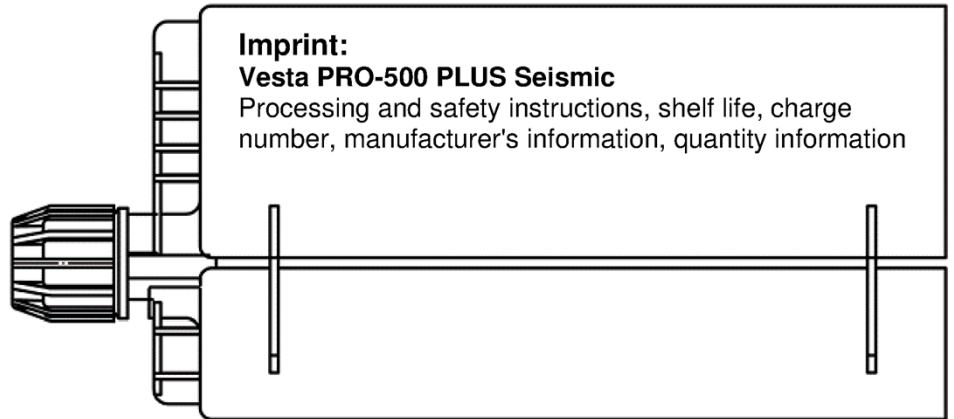 Imprint:
Vesta PRO-500 PLUS Seismic
Processing and safety instructions, shelf life, charge
number, manufacturer's information, quantity information